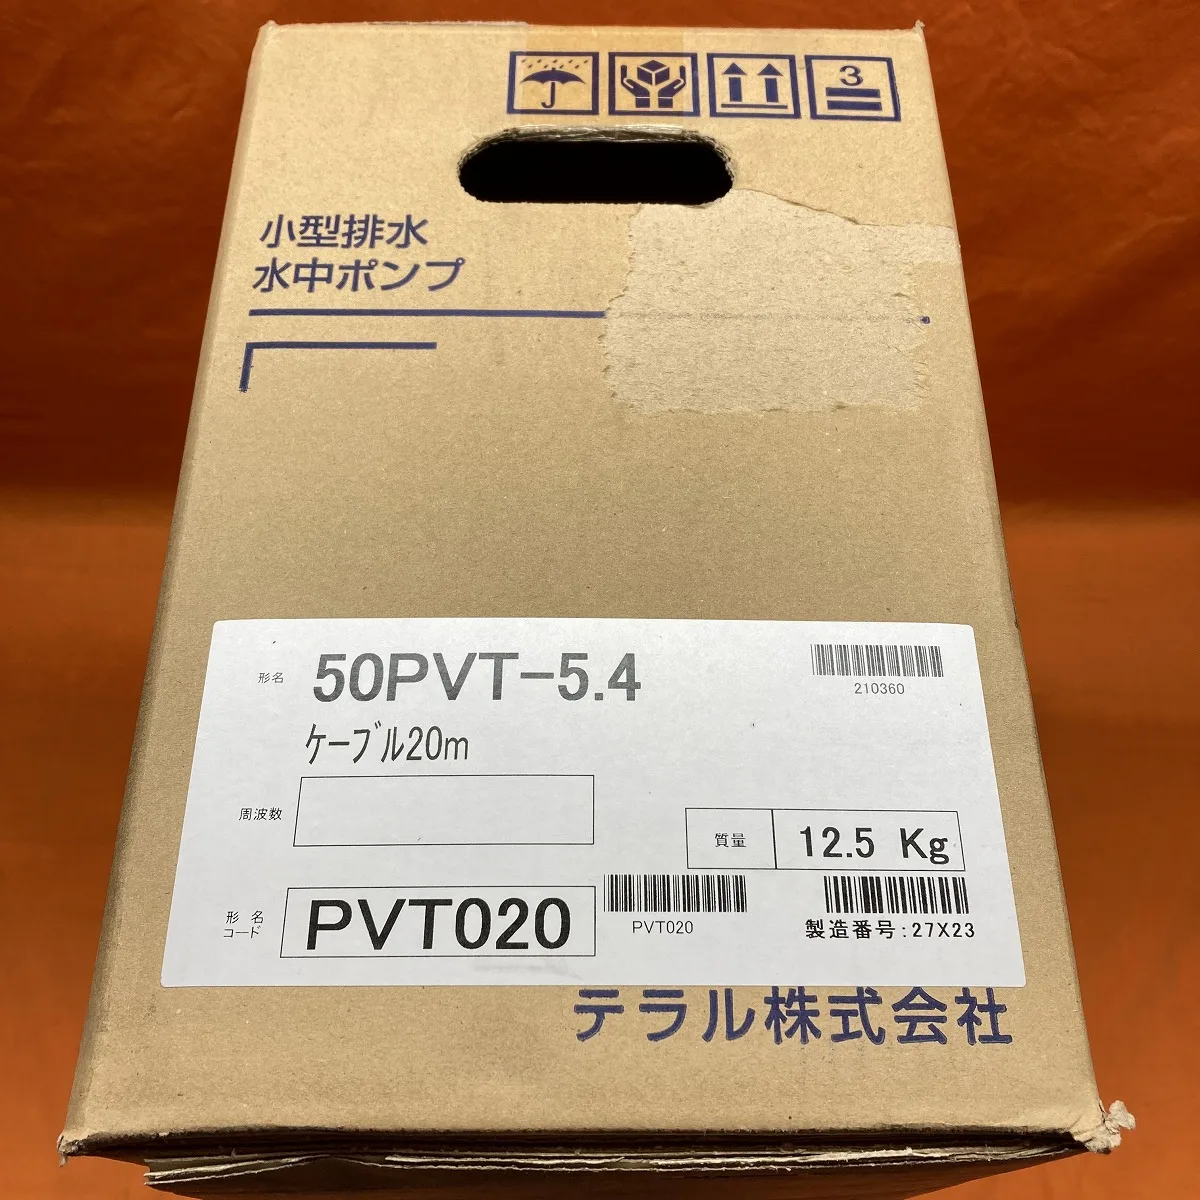 3
小型排水
水中ポンプ
形名 50PVT-5.4
210360
ケーブル20m
周波数
質量 12.5 Kg
形名コード PVT020
PVT020
製造番号:27X23
テラル株式会社